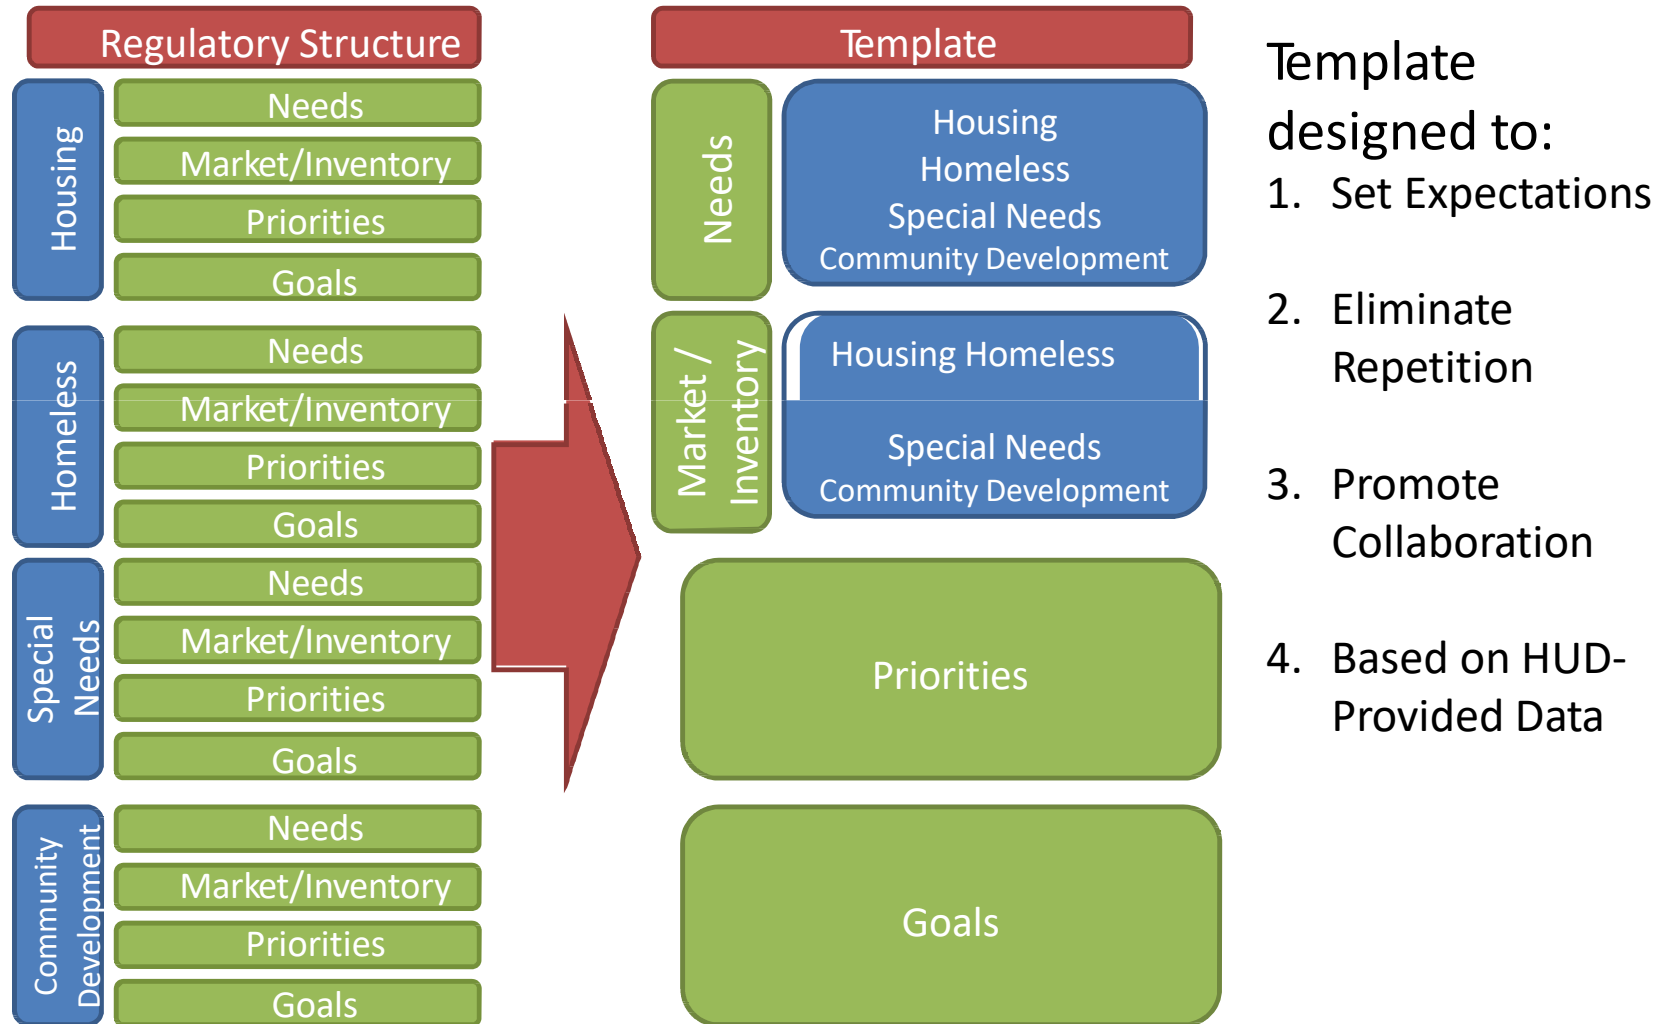 Regulatory Structure
Housing
Needs
Market/Inventory
Priorities
Goals
Homeless
Needs
Market/Inventory
Priorities
Goals
Special
Needs
Needs
Market/Inventory
Priorities
Goals
Community
Development
Needs
Market/Inventory
Priorities
Goals
Template
Needs
Housing
Homeless
Special Needs
Community Development
Market /
Inventory
Housing Homeless
Special Needs
Community Development
Priorities
Goals
Template
designed to:
1. Set Expectations
2. Eliminate
Repetition
3. Promote
Collaboration
4. Based on HUD-
Provided Data